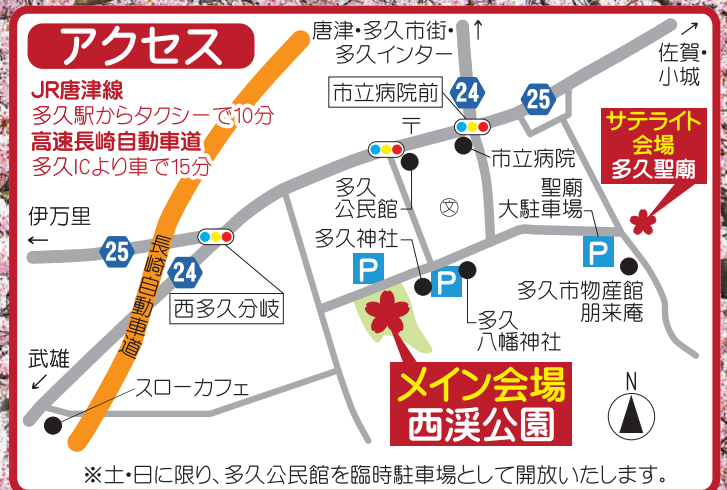 アクセス
JR唐津線
多久駅からタクシーで10分
高速長崎自動車道
多久ICより車で15分
唐津・多久市街・
多久インター
↑
↗
佐賀・
小城
市立病院前
24
25
〒
サテライト
会場
多久聖廟
市立病院
多久
公民館
文
聖廟
大駐車場
伊万里
←
25
24
長崎自動車道
多久神社
P
P
P
西多久分岐
多久市物産館
朋来庵
多久
八幡神社
武雄
↙
スローカフェ
メイン会場
西渓公園
N
※土・日に限り、多久公民館を臨時駐車場として開放いたします。